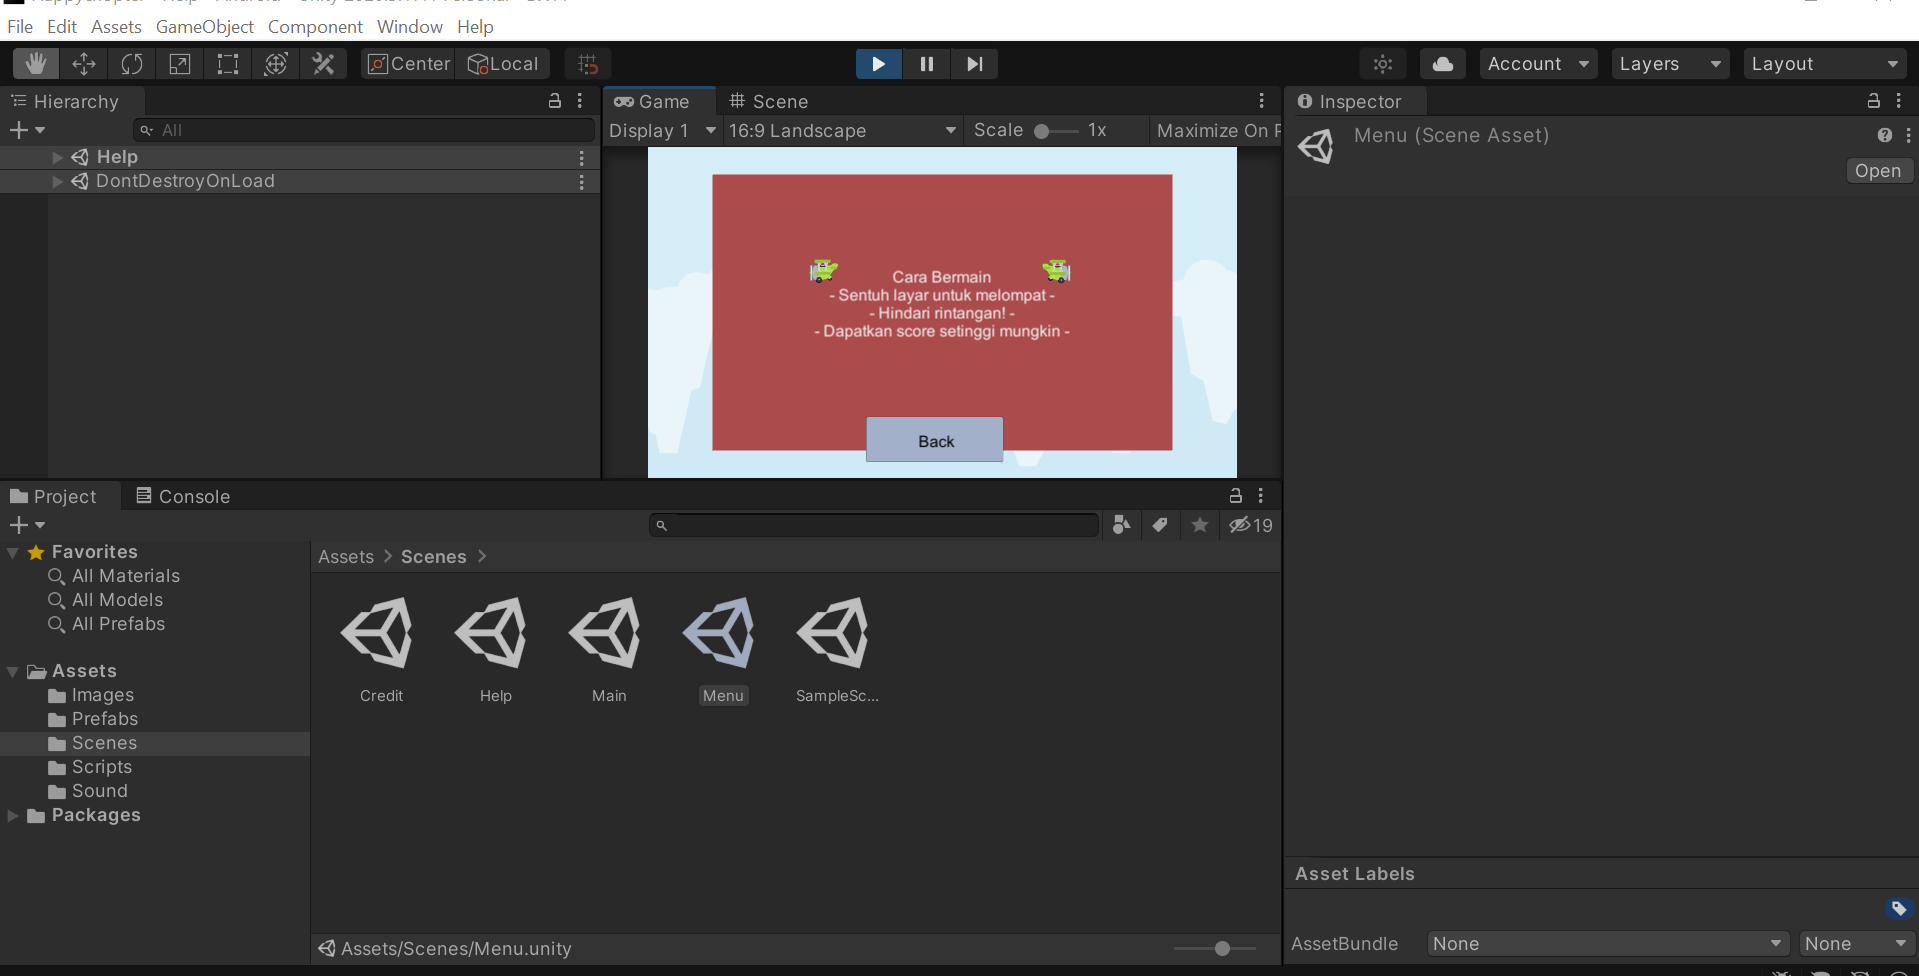 File Edit Assets GameObject Component Window Help
Center Local Account Layers Layout
Hierarchy
All
Help
DontDestroyOnLoad
Game Scene
Display 1 16:9 Landscape Scale 1x Maximize On P
Cara Bermain
- Sentuh layar untuk melompat -
- Hindari rintangan! -
- Dapatkan score setinggi mungkin -
Back
Inspector
Menu (Scene Asset)
Open
Project Console
19
Favorites
All Materials
All Models
All Prefabs
Assets
Images
Prefabs
Scenes
Scripts
Sound
Packages
Assets > Scenes >
Credit Help Main Menu SampleSc...
Assets/Scenes/Menu.unity
Asset Labels
AssetBundle None None